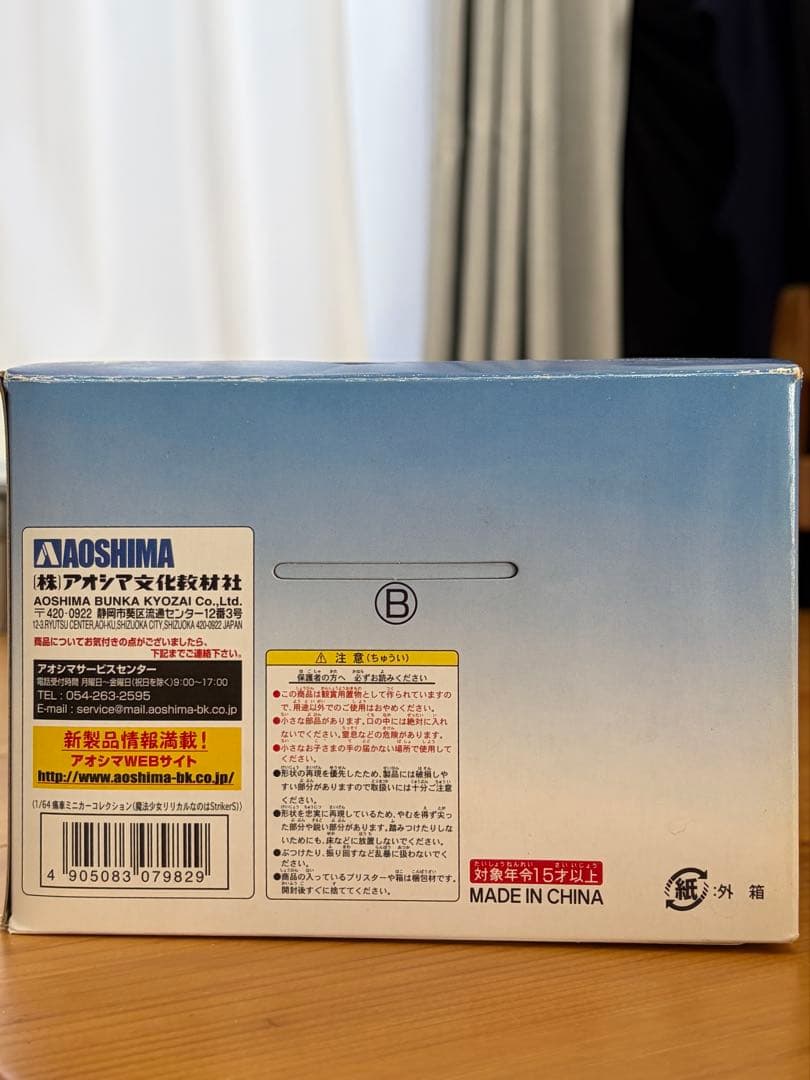 AOSHIMA
(株)アオシマ文化教材社
AOSHIMA BUNKA KYOZAI Co.,Ltd.
〒420-0922 静岡市葵区流通センター12番3号
12-3.RYUTSU CENTER,AOI-KU,SHIZUOKA CITY,SHIZUOKA 420-0922 JAPAN
商品についてお気付きの点がございましたら、
下記までご連絡下さい。
アオシマサービスセンター
電話受付時間 月曜日～金曜日(祝日を除く)9:00～17:00
TEL : 054-263-2595
E-mail : service@mail.aoshima-bk.co.jp
新製品情報満載!
アオシマWEBサイト
http://www.aoshima-bk.co.jp/
(1/64 痛車ミニカーコレクション(魔法少女リリカルなのはStrikerS))
4 905083 079829
B
注意(ちゅうい)
保護者の方へ 必ずお読みください
●この商品は観賞用置物として作られていますの
で、用途以外でのご使用はおやめください。
●小さな部品があります。口の中には絶対に入れ
ないでください。窒息などの危険があります。
●小さなお子さまの手の届かない場所で使用して
ください。
●形状の再現を優先したため、製品には破損しや
すい部分がありますので取扱いには十分ご注意
ください。
●形状を忠実に再現しているため、やむを得ず尖っ
た部分や鋭い部分があります。踏みつけたりしな
いためにも、床などに放置しないでください。
●ぶつけたり、振り回すなど乱暴に扱わないでく
ださい。
●商品の入っているブリスターや箱は梱包材です。
開封後すぐに捨ててください。
たいしょうねんれい さいいじょう
対象年令15才以上
MADE IN CHINA
紙:外 箱